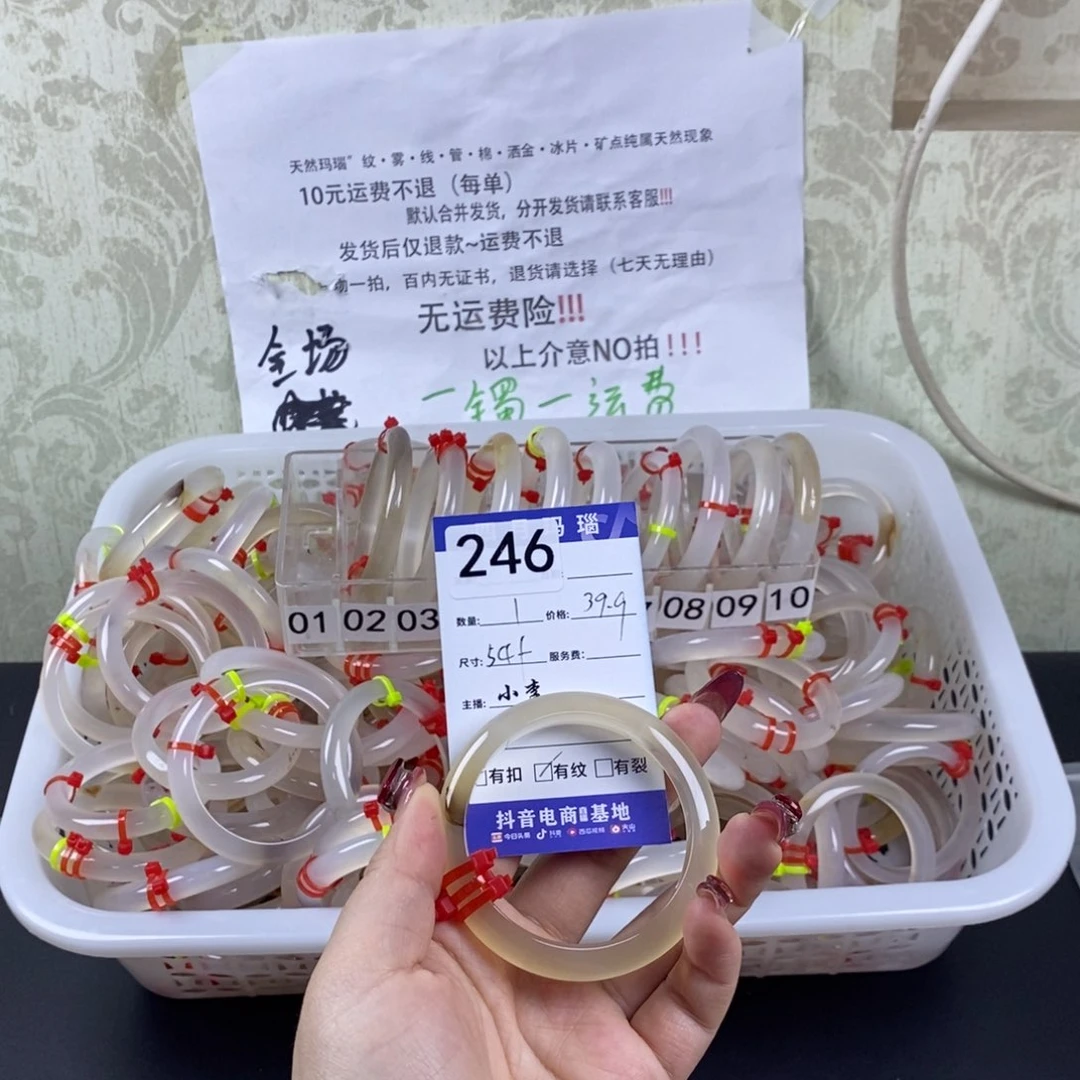 天然玛瑙"纹·雾·线·管·棉·洒金·冰片·矿点纯属天然现象
10元运费不退（每单）
默认合并发货，分开发货请联系客服!!!
发货后仅退款~运费不退
一拍，百内无证书，退货请选择（七天无理由）
无运费险!!!
以上介意NO拍!!!
全场
一镯一运费
01 02 03 08 09 10
玛瑙
246
数量: 1 价格: 39.9
尺寸: 54+ 服务费:
主播: 小李
有扣 有纹 有裂
抖音电商 基地
今日头条 抖音 西瓜视频 火山